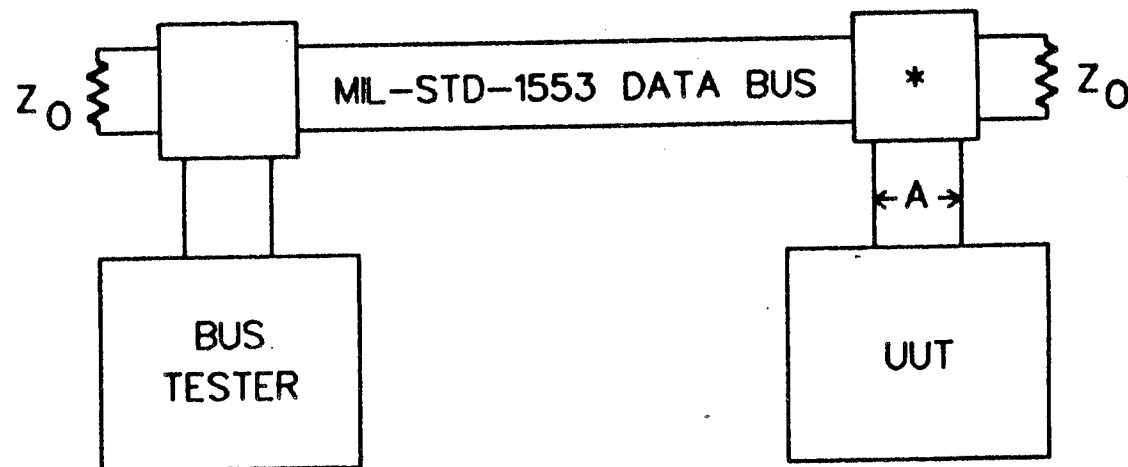 Z₀
MIL-STD-1553 DATA BUS
*
Z₀
A
BUS
TESTER
UUT